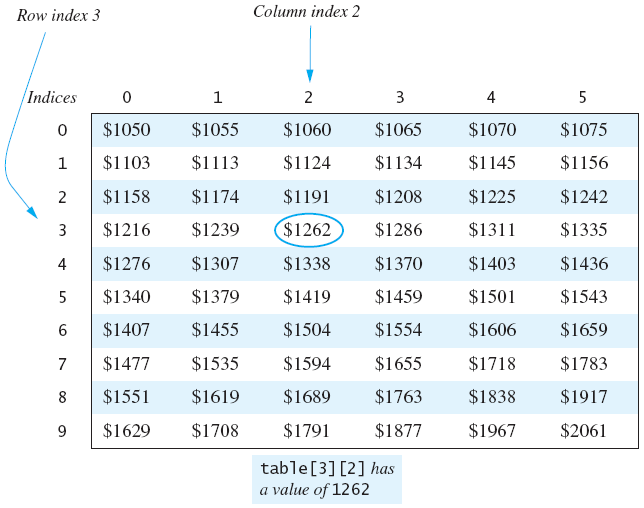 Row index 3
Column index 2
Indices 0 1 2 3 4 5
0 $1050 $1055 $1060 $1065 $1070 $1075
1 $1103 $1113 $1124 $1134 $1145 $1156
2 $1158 $1174 $1191 $1208 $1225 $1242
3 $1216 $1239 $1262 $1286 $1311 $1335
4 $1276 $1307 $1338 $1370 $1403 $1436
5 $1340 $1379 $1419 $1459 $1501 $1543
6 $1407 $1455 $1504 $1554 $1606 $1659
7 $1477 $1535 $1594 $1655 $1718 $1783
8 $1551 $1619 $1689 $1763 $1838 $1917
9 $1629 $1708 $1791 $1877 $1967 $2061
table[3][2] has
a value of 1262